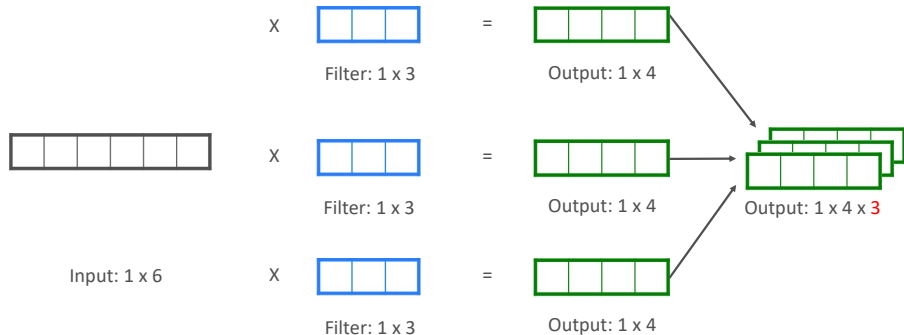 X
=
Filter: 1 x 3
Output: 1 x 4
X
=
Filter: 1 x 3
Output: 1 x 4
Output: 1 x 4 x 3
Input: 1 x 6
X
=
Filter: 1 x 3
Output: 1 x 4